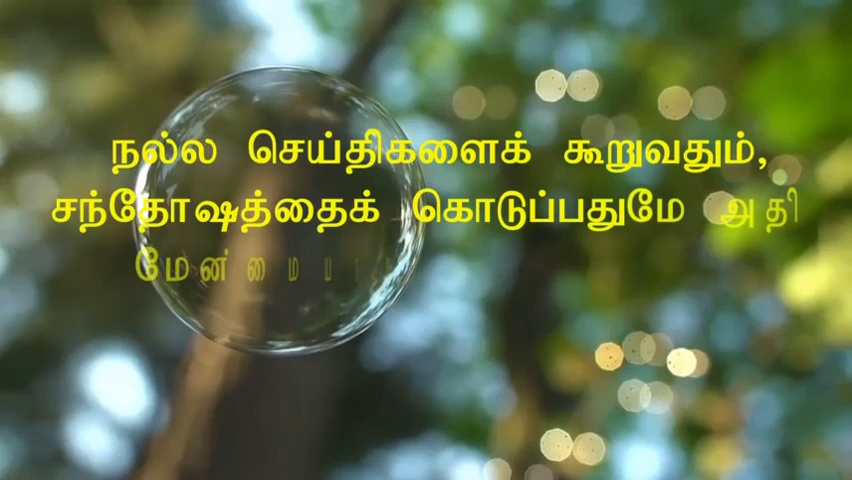 நல்ல செய்திகளைக் கூறுவதும்,
சந்தோஷத்தைக் கொடுப்பதுமே அதி
மேன்மையா